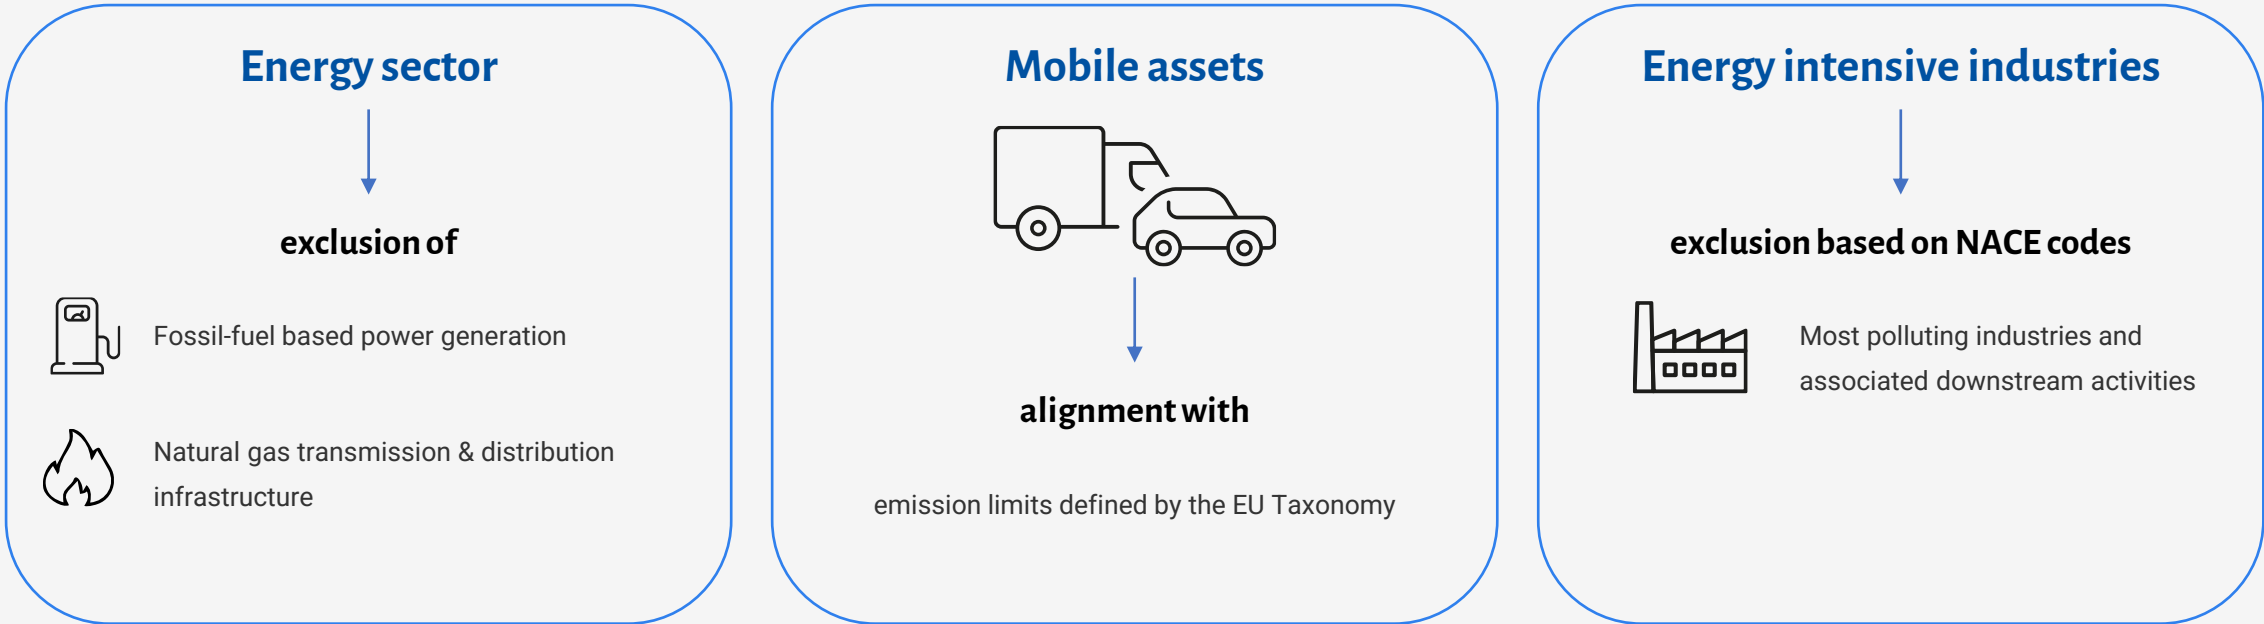 Energy sector
exclusion of
Fossil-fuel based power generation
Natural gas transmission & distribution
infrastructure
Mobile assets
alignment with
emission limits defined by the EU Taxonomy
Energy intensive industries
exclusion based on NACE codes
Most polluting industries and
associated downstream activities